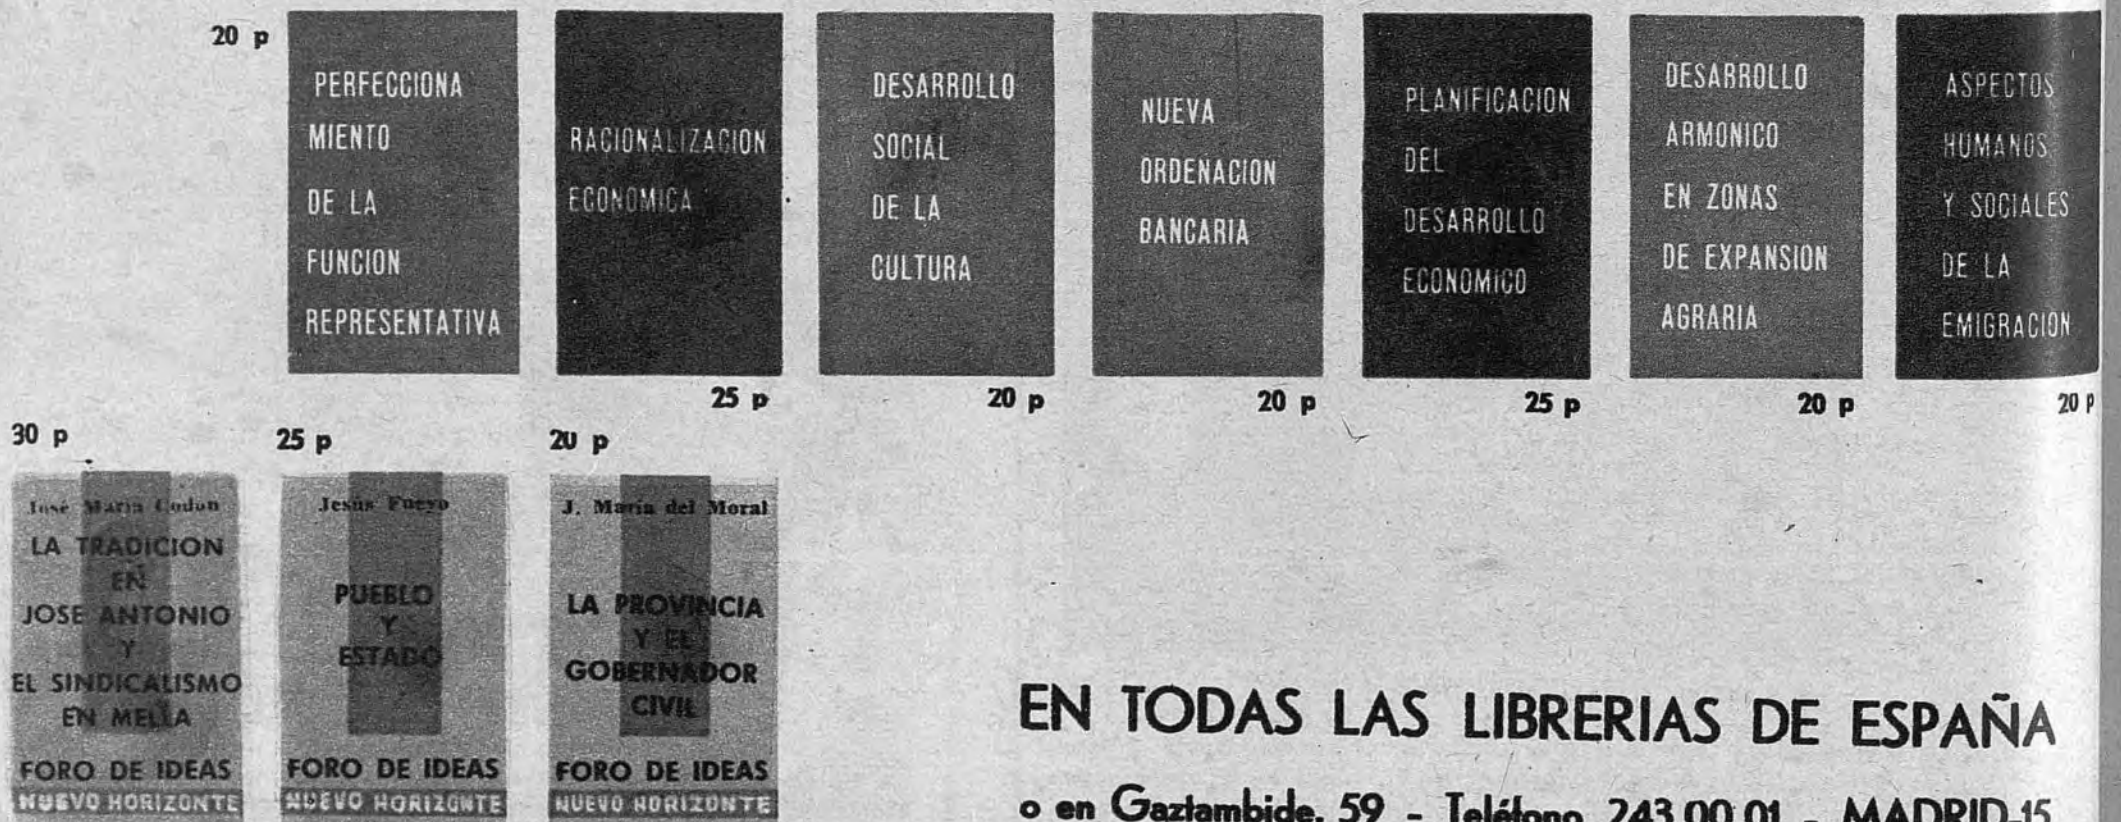 20 p
PERFECCIONA
MIENTO
DE LA
FUNCION
REPRESENTATIVA
RACIONALIZACION
ECONOMICA
25 p
DESARROLLO
SOCIAL
DE LA
CULTURA
20 p
NUEVA
ORDENACION
BANCARIA
20 p
PLANIFICACION
DEL
DESARROLLO
ECONOMICO
25 p
DESARROLLO
ARMONICO
EN ZONAS
DE EXPANSION
AGRARIA
20 p
ASPECTOS
HUMANOS
Y SOCIALES
DE LA
EMIGRACION
20 p
30 p
José María Codon
LA TRADICION
EN
JOSE ANTONIO
Y
EL SINDICALISMO
EN MELLA
FORO DE IDEAS
NUEVO HORIZONTE
25 p
Jesús Fueyo
PUEBLO
Y
ESTADO
FORO DE IDEAS
NUEVO HORIZONTE
20 p
J. María del Moral
LA PROVINCIA
Y EL
GOBERNADOR
CIVIL
FORO DE IDEAS
NUEVO HORIZONTE
EN TODAS LAS LIBRERIAS DE ESPAÑA
o en Gaztambide, 59 - Teléfono 243 00 01 - MADRID-15